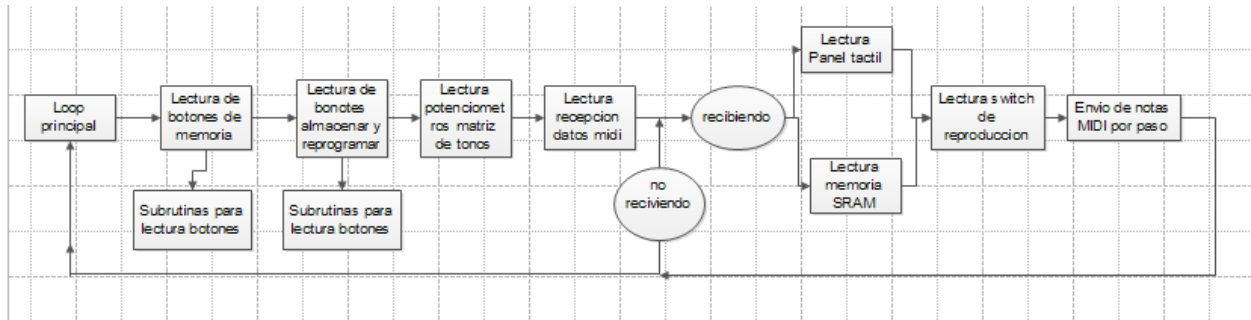 Loop
principal
Lectura de
botones de
memoria
Subrutinas para
lectura botones
Lectura de
bonotes
almacenar y
reprogramar
Subrutinas para
lectura botones
Lectura
potenciomet
ros matriz
de tonos
Lectura
recepcion
datos midi
no
reciviendo
recibiendo
Lectura
Panel tactil
Lectura
memoria
SRAM
Lectura switch
de
reproduccion
Envio de notas
MIDI por paso